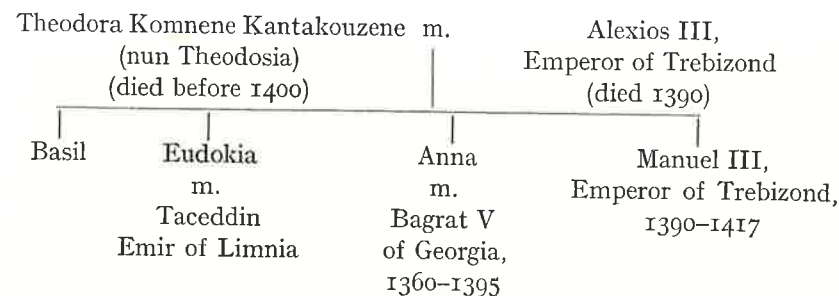 Theodora Komnene Kantakouzene m.
(nun Theodosia)
(died before 1400)
Alexios III,
Emperor of Trebizond
(died 1390)
Basil
Eudokia
m.
Taceddin
Emir of Limnia
Anna
m.
Bagrat V
of Georgia,
1360–1395
Manuel III,
Emperor of Trebizond,
1390–1417